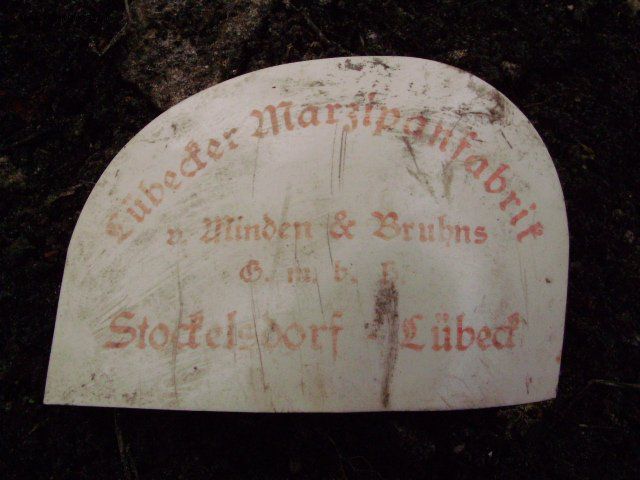 Lübecker Marzipanfabrik
v. Minden & Bruhns
G. m. b. H
Stockelsdorf - Lübeck